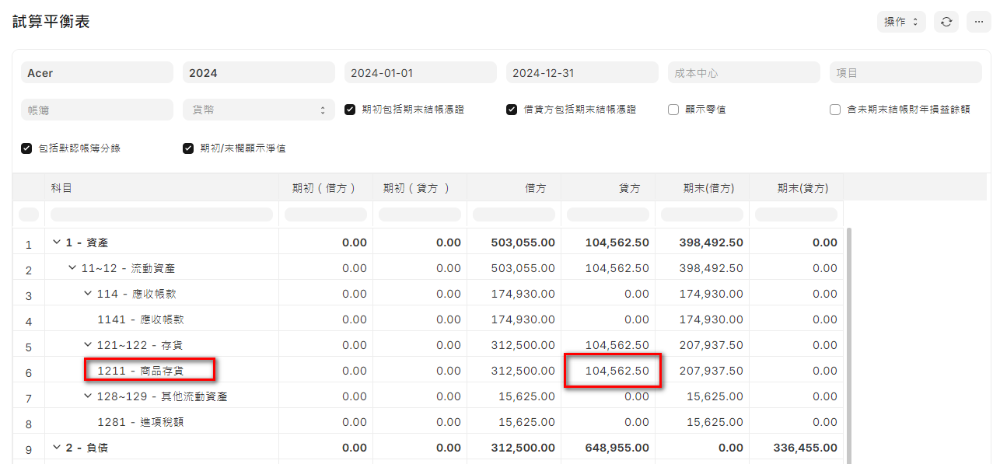 試算平衡表
操作
Acer 2024 2024-01-01 2024-12-31 成本中心 項目
帳簿 貨幣 期初包括期末結帳憑證 借貸方包括期末結帳憑證 顯示零值 含未期末結帳財年損益餘額
包括默認帳簿分錄 期初/末欄顯示淨值
科目 期初 ( 借方 ) 期初 ( 貸方 ) 借方 貸方 期末(借方) 期末(貸方)
1 1 - 資產 0.00 0.00 503,055.00 104,562.50 398,492.50 0.00
2 11~12 - 流動資產 0.00 0.00 503,055.00 104,562.50 398,492.50 0.00
3 114 - 應收帳款 0.00 0.00 174,930.00 0.00 174,930.00 0.00
4 1141 - 應收帳款 0.00 0.00 174,930.00 0.00 174,930.00 0.00
5 121~122 - 存貨 0.00 0.00 312,500.00 104,562.50 207,937.50 0.00
6 1211 - 商品存貨 0.00 0.00 312,500.00 104,562.50 207,937.50 0.00
7 128~129 - 其他流動資產 0.00 0.00 15,625.00 0.00 15,625.00 0.00
8 1281 - 進項稅額 0.00 0.00 15,625.00 0.00 15,625.00 0.00
9 2 - 負債 0.00 0.00 312,500.00 648,955.00 0.00 336,455.00